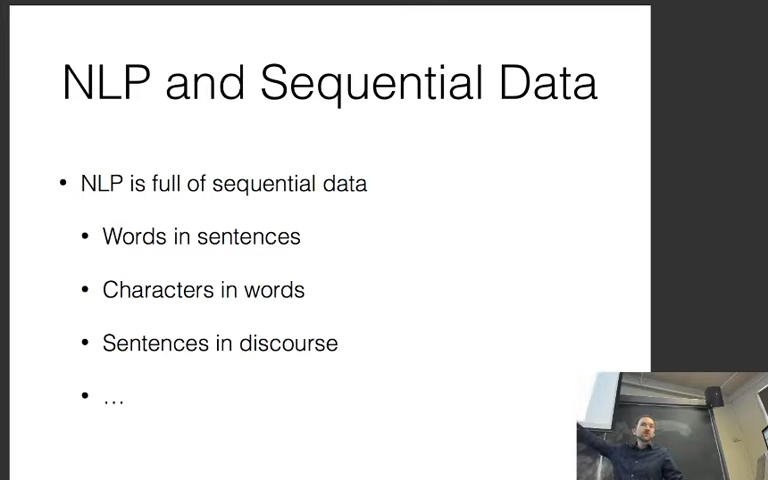 NLP and Sequential Data
• NLP is full of sequential data
• Words in sentences
• Characters in words
• Sentences in discourse
• …